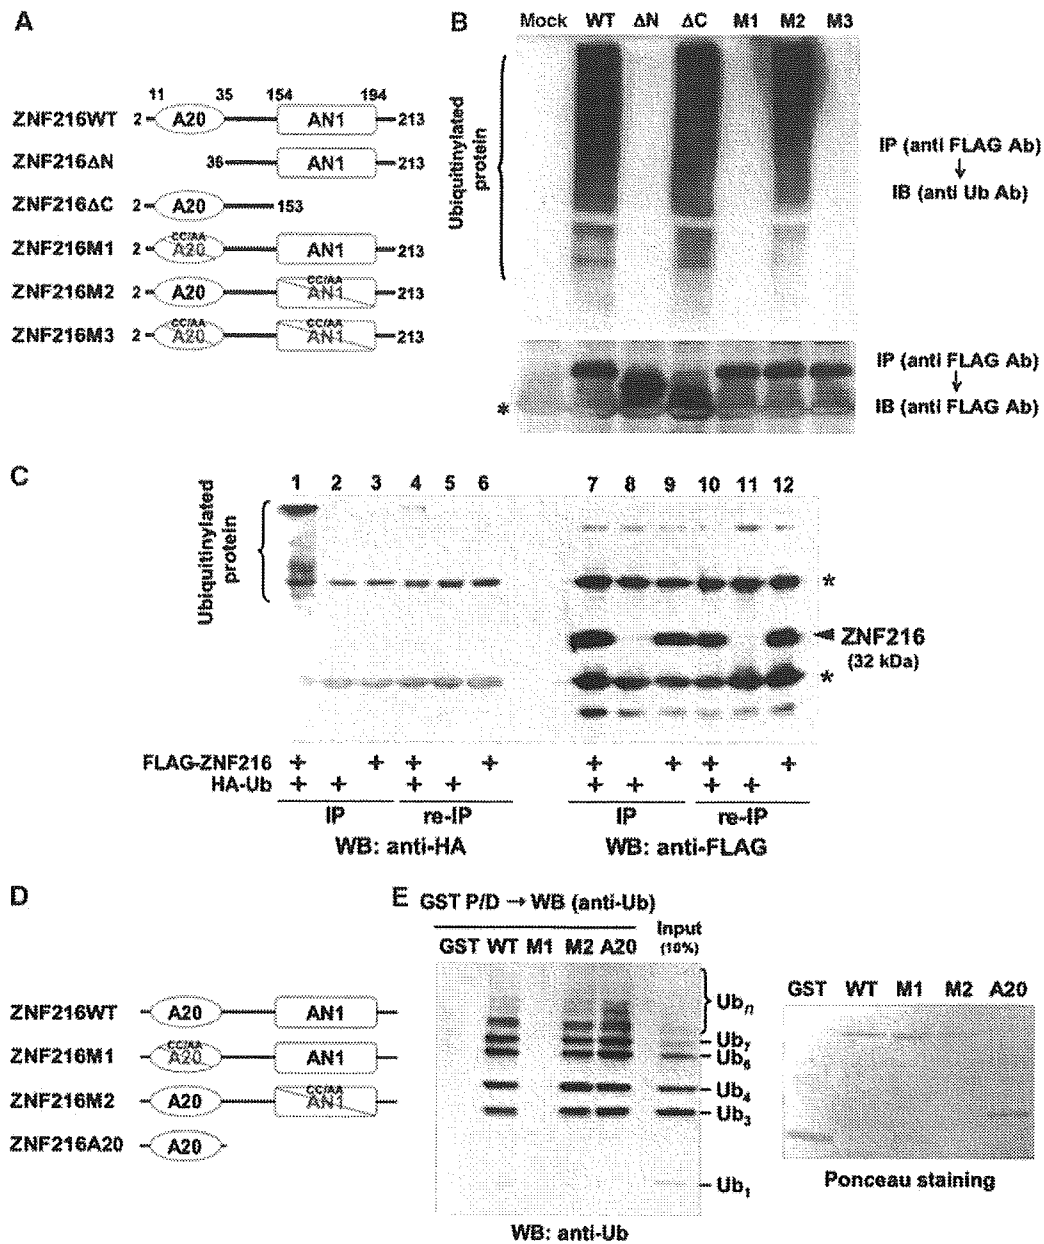 A
11 35 154 194
ZNF216WT 2 A20 AN1 213
ZNF216ΔN 36 AN1 213
ZNF216ΔC 2 A20 153
ZNF216M1 2 CC/AA A20 AN1 213
ZNF216M2 2 A20 CC/AA AN1 213
ZNF216M3 2 CC/AA A20 CC/AA AN1 213
B
Mock WT ΔN ΔC M1 M2 M3
Ubiquitinylated
protein
IP (anti FLAG Ab)
↓
IB (anti Ub Ab)
IP (anti FLAG Ab)
↓
IB (anti FLAG Ab)
*
C
1 2 3 4 5 6 7 8 9 10 11 12
Ubiquitinylated
protein
*
ZNF216
(32 kDa)
*
FLAG-ZNF216 + + + + + + + +
HA-Ub + + + + + + + +
IP re-IP IP re-IP
WB: anti-HA WB: anti-FLAG
D
ZNF216WT A20 AN1
ZNF216M1 CC/AA A20 AN1
ZNF216M2 A20 CC/AA AN1
ZNF216A20 A20
E
GST P/D → WB (anti-Ub)
GST WT M1 M2 A20 Input
(10%)
Ubn
Ub7
Ub6
Ub4
Ub3
Ub1
WB: anti-Ub
GST WT M1 M2 A20
Ponceau staining